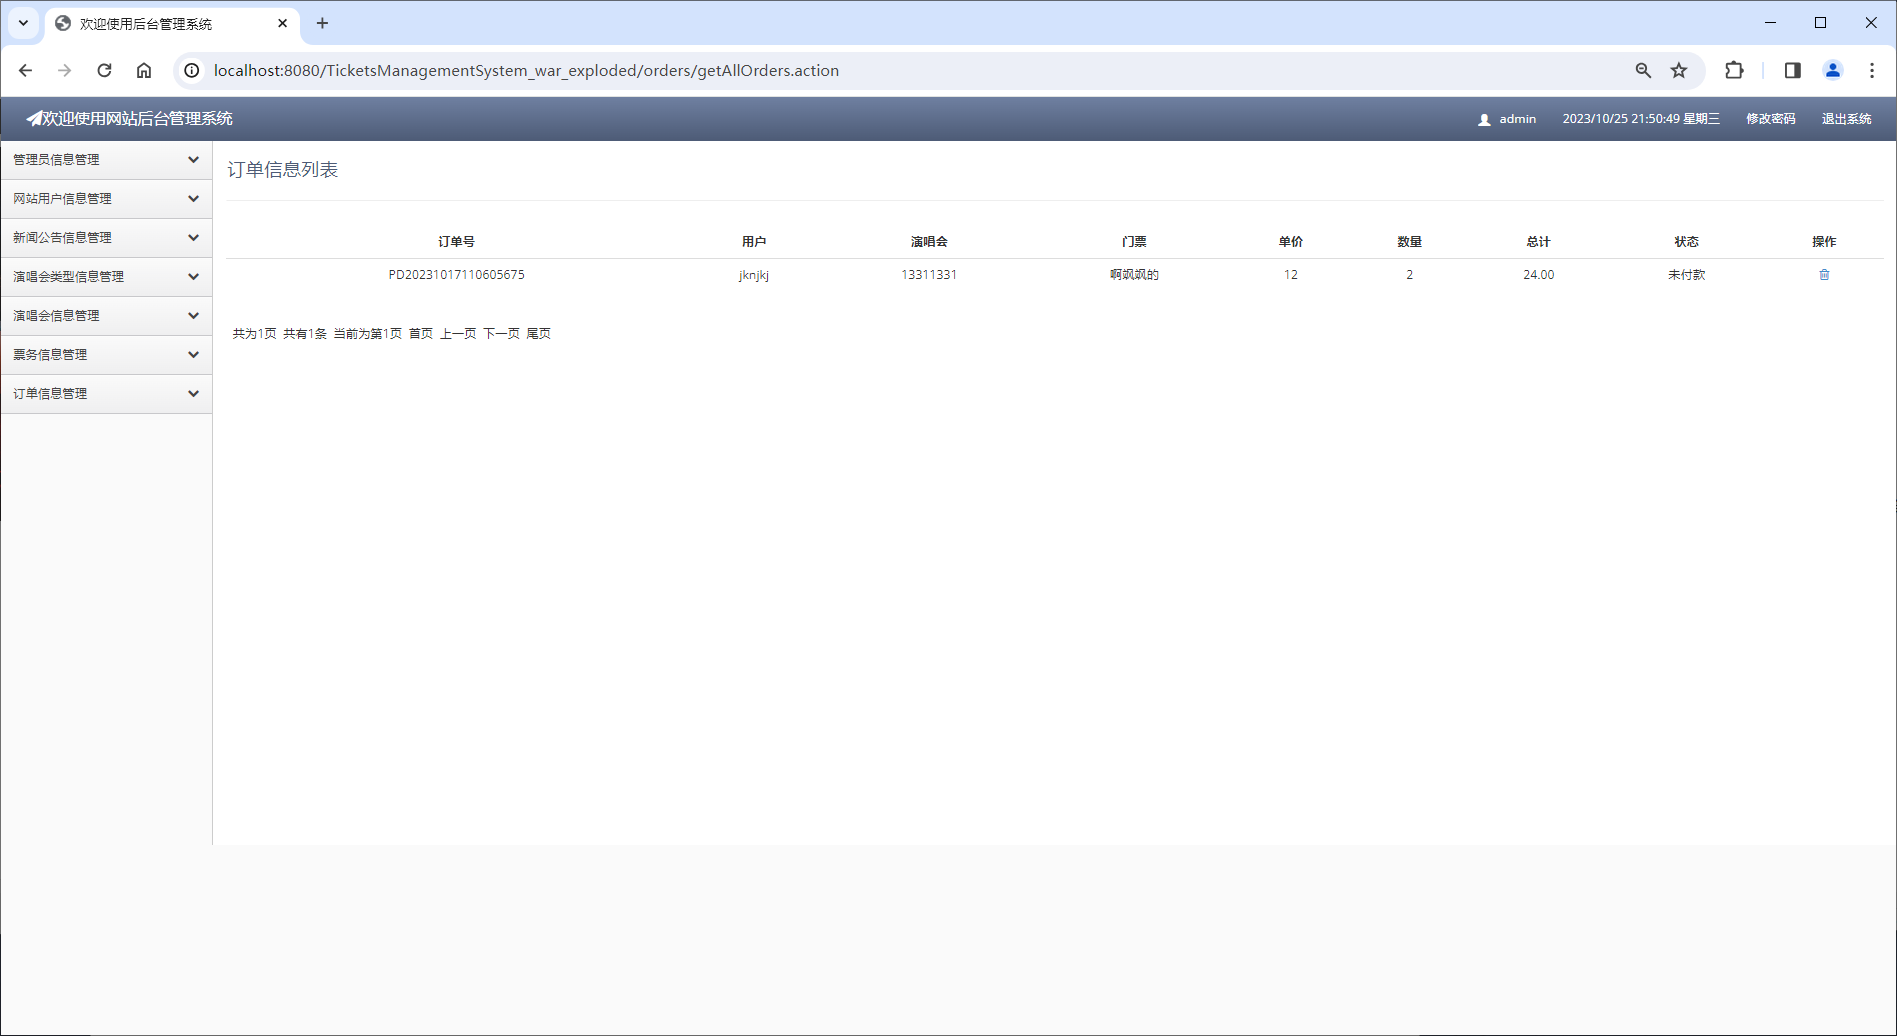 欢迎使用后台管理系统
localhost:8080/TicketsManagementSystem_war_exploded/orders/getAllOrders.action
欢迎使用网站后台管理系统 admin 2023/10/25 21:50:49 星期三 修改密码 退出系统
管理员信息管理
网站用户信息管理
新闻公告信息管理
演唱会类型信息管理
演唱会信息管理
票务信息管理
订单信息管理
订单信息列表
订单号 用户 演唱会 门票 单价 数量 总计 状态 操作
PD20231017110605675 jknjkj 13311331 啊飒飒的 12 2 24.00 未付款
共为1页 共有1条 当前为第1页 首页 上一页 下一页 尾页